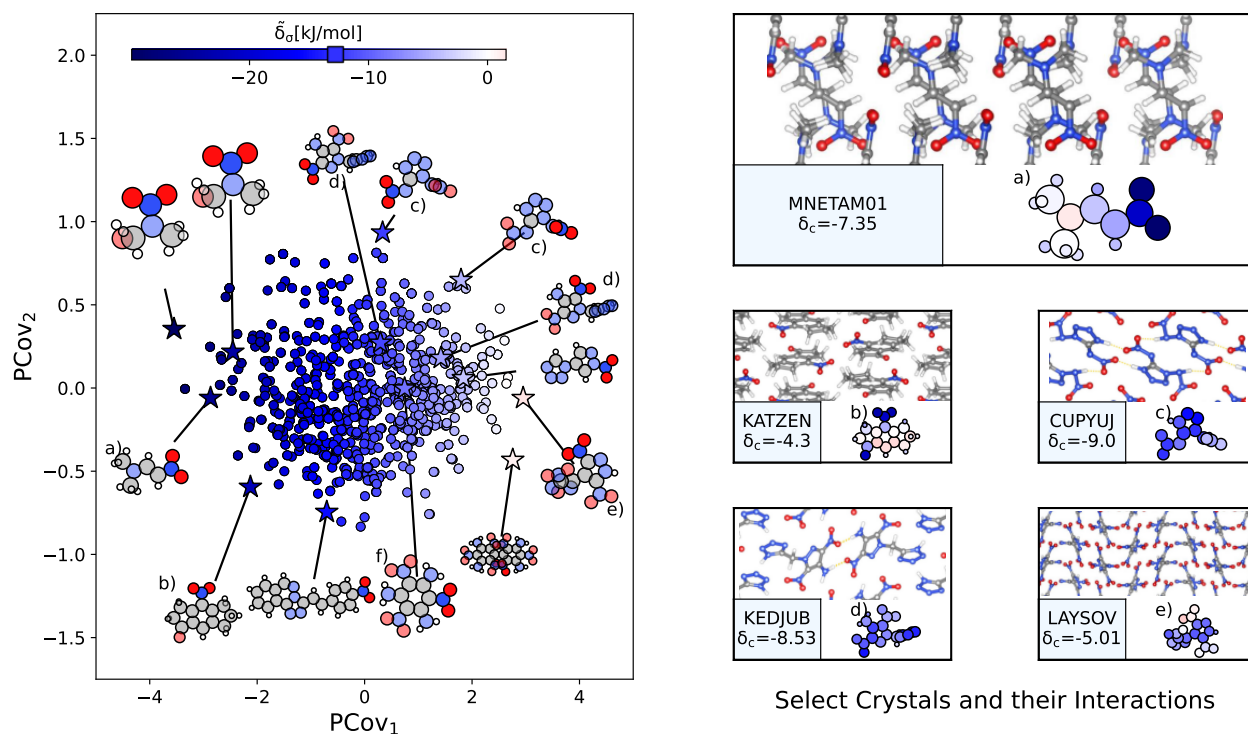 δ̃σ[kJ/mol]
−20 −10 0
2.0
1.5
1.0
0.5
0.0
−0.5
−1.0
−1.5
PCov₂
d)
c)
c)
d)
a)
e)
b)
f)
−4 −2 0 2 4
PCov₁
a)
MNETAM01
δc=-7.35
b)
KATZEN
δc=-4.3
c)
CUPYUJ
δc=-9.0
d)
KEDJUB
δc=-8.53
e)
LAYSOV
δc=-5.01
Select Crystals and their Interactions